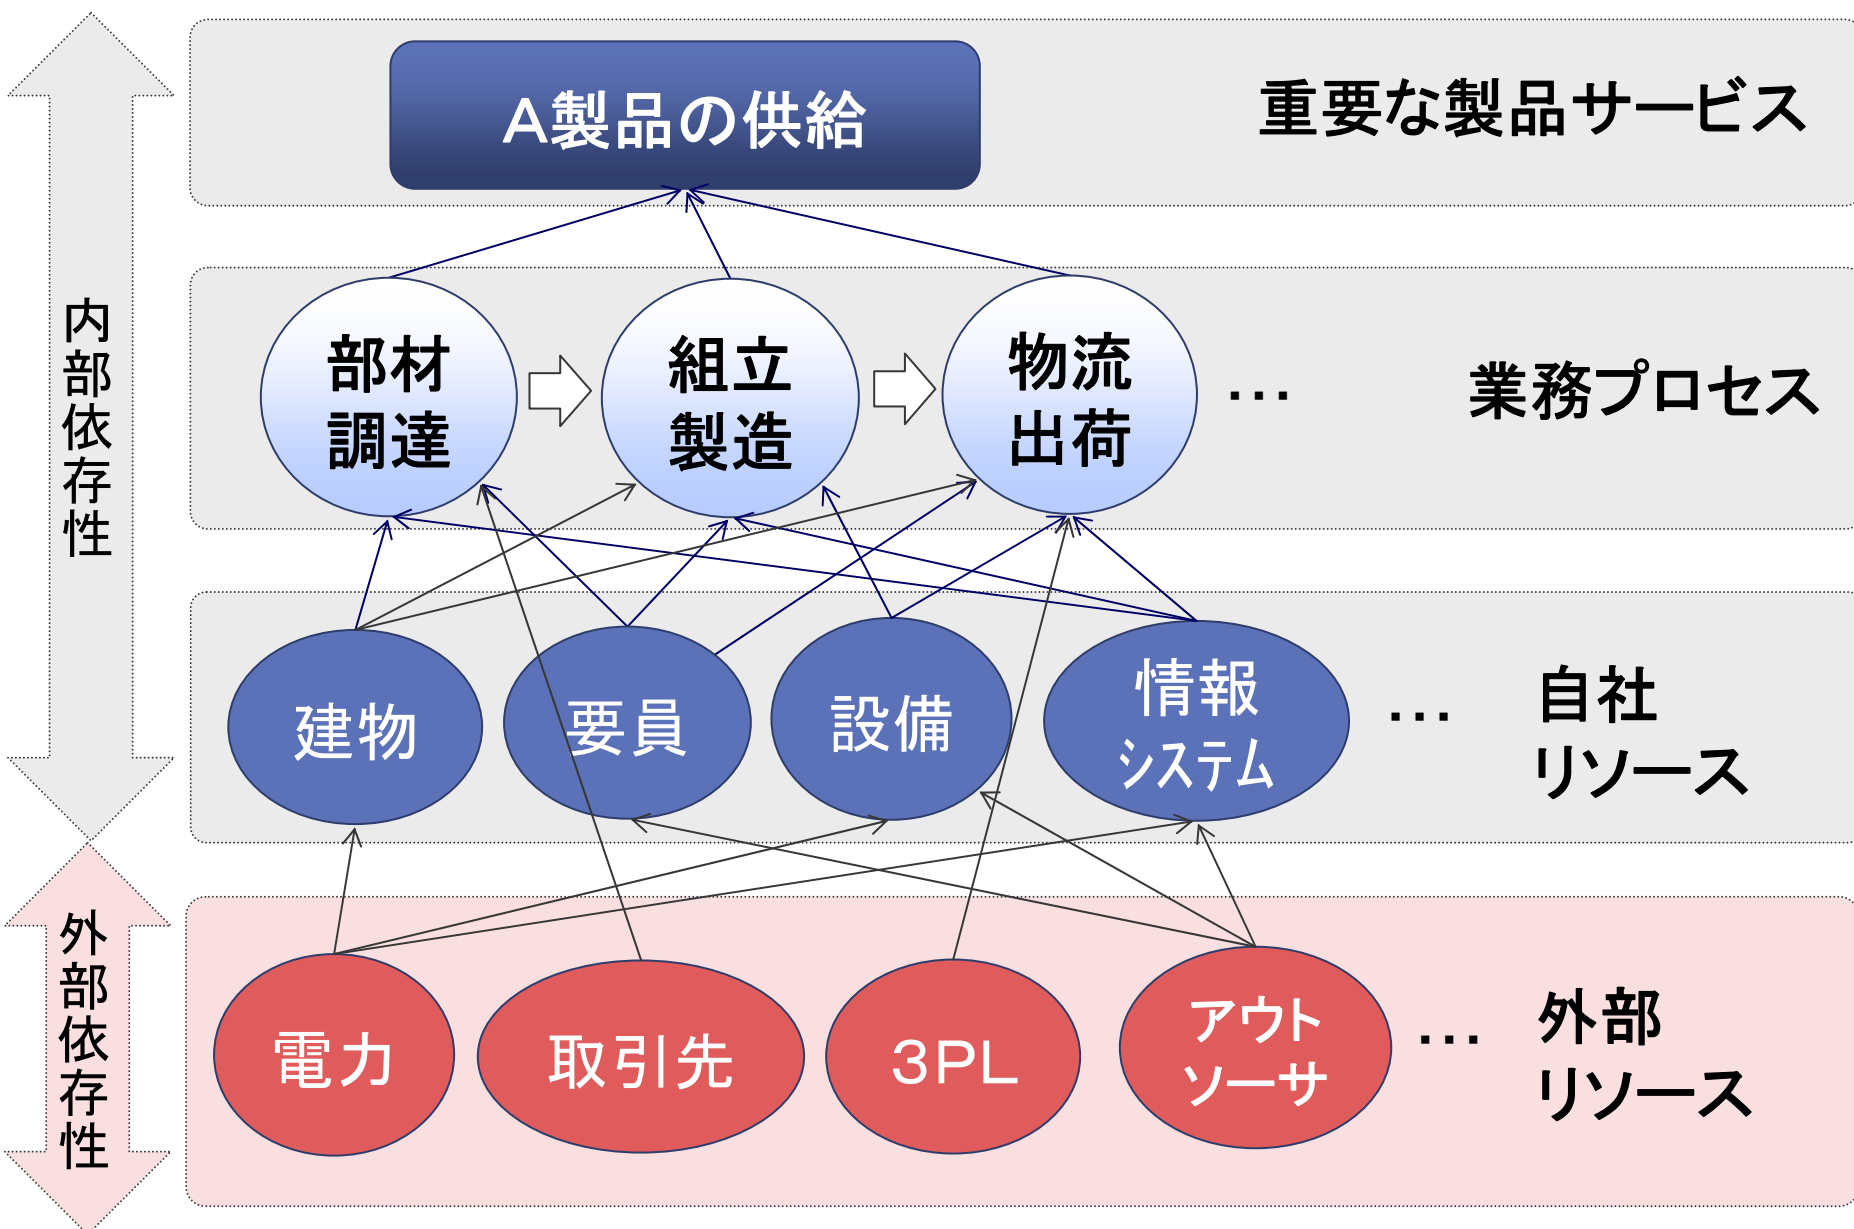 A製品の供給
重要な製品サービス
内部依存性
部材
調達
組立
製造
物流
出荷
…
業務プロセス
建物
要員
設備
情報
システム
…
自社
リソース
外部依存性
電力
取引先
3PL
アウト
ソーサ
…
外部
リソース